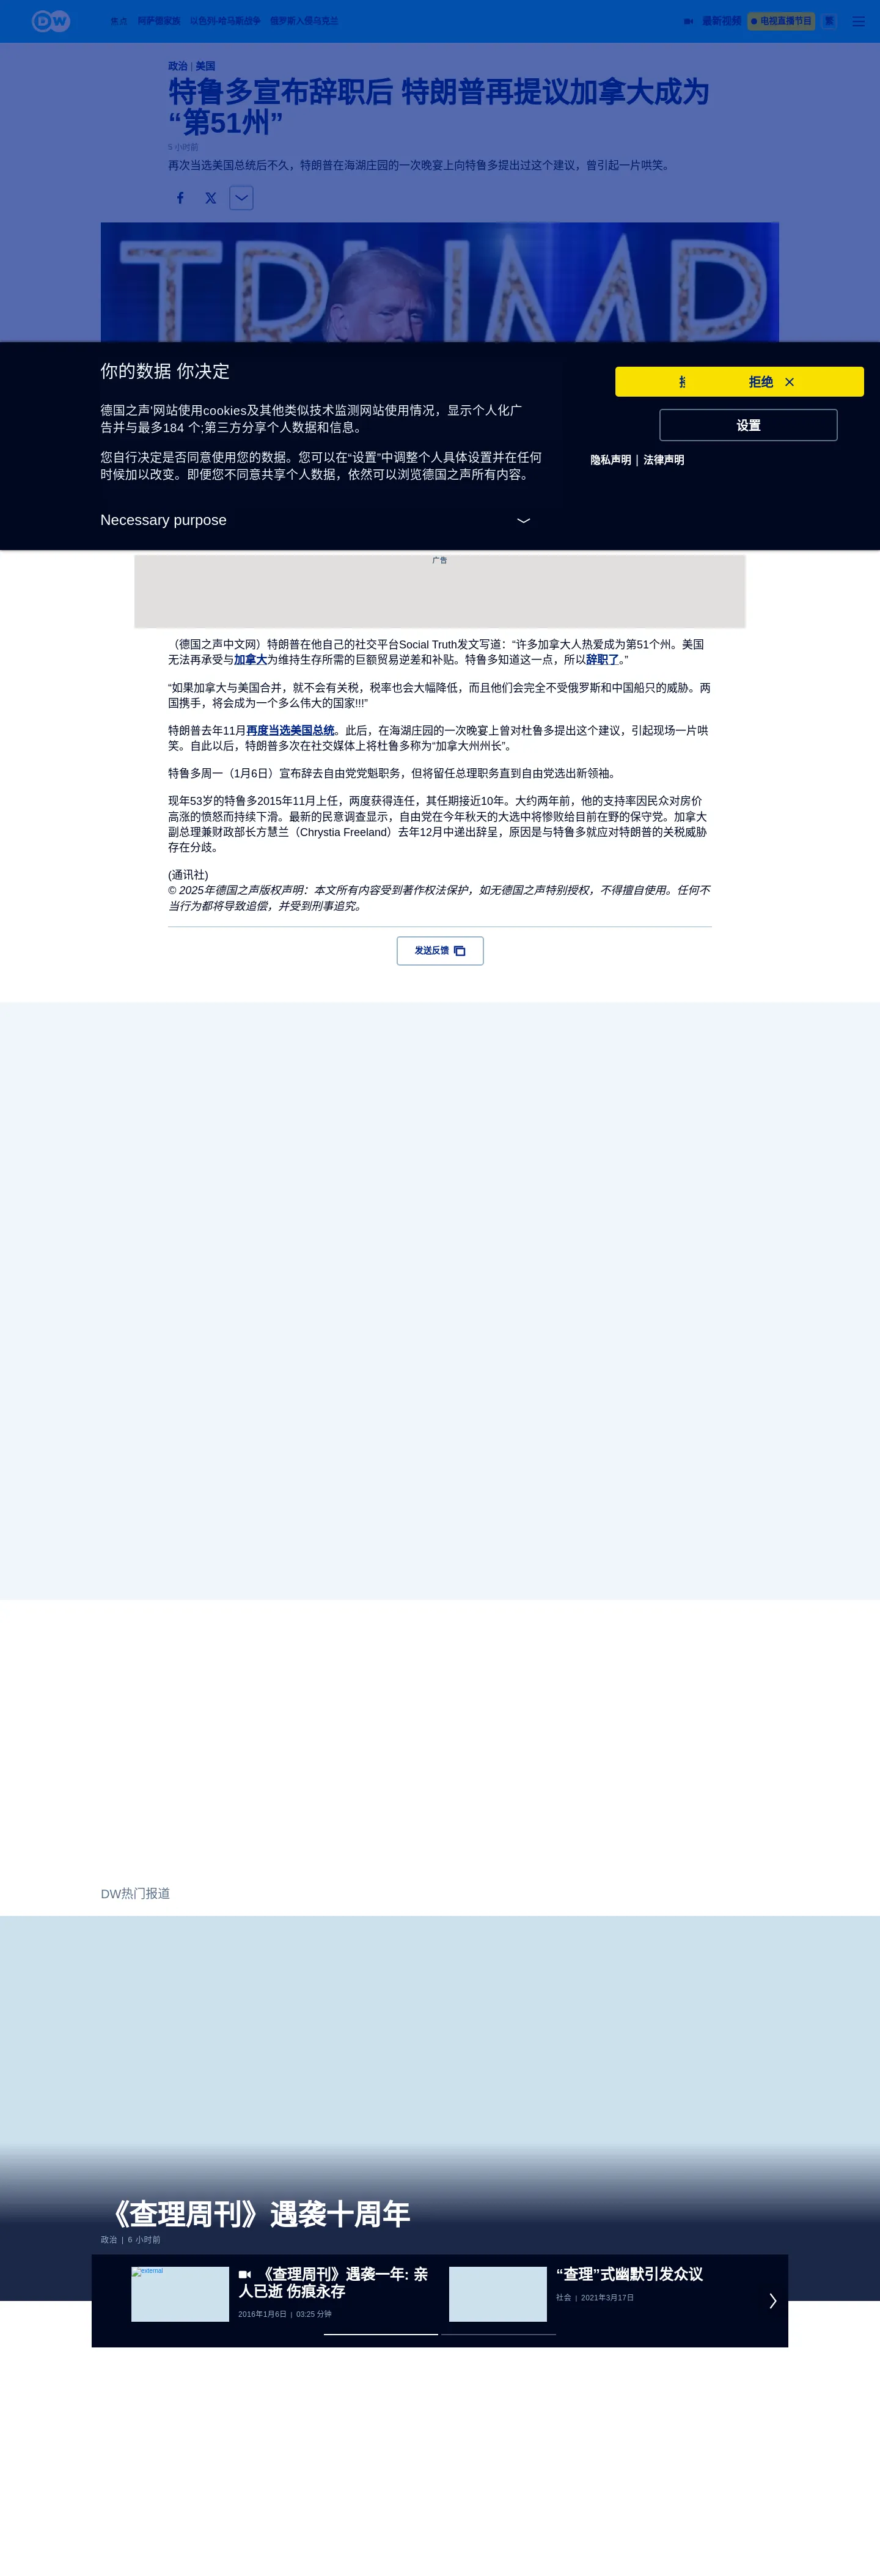 DW
焦点 阿萨德家族 以色列-哈马斯战争 俄罗斯入侵乌克兰
最新视频 电视直播节目 繁
政治 | 美国
特鲁多宣布辞职后 特朗普再提议加拿大成为
“第51州”
5 小时前
再次当选美国总统后不久，特朗普在海湖庄园的一次晚宴上向特鲁多提出过这个建议，曾引起一片哄笑。
TRUMP
你的数据 你决定
拒绝
德国之声'网站使用cookies及其他类似技术监测网站使用情况，显示个人化广
告并与最多184 个;第三方分享个人数据和信息。
设置
您自行决定是否同意使用您的数据。您可以在“设置”中调整个人具体设置并在任何
时候加以改变。即便您不同意共享个人数据，依然可以浏览德国之声所有内容。
隐私声明 | 法律声明
Necessary purpose
广告
（德国之声中文网）特朗普在他自己的社交平台Social Truth发文写道：“许多加拿大人热爱成为第51个州。美国
无法再承受与加拿大为维持生存所需的巨额贸易逆差和补贴。特鲁多知道这一点，所以辞职了。”
“如果加拿大与美国合并，就不会有关税，税率也会大幅降低，而且他们会完全不受俄罗斯和中国船只的威胁。两
国携手，将会成为一个多么伟大的国家!!!”
特朗普去年11月再度当选美国总统。此后，在海湖庄园的一次晚宴上曾对杜鲁多提出这个建议，引起现场一片哄
笑。自此以后，特朗普多次在社交媒体上将杜鲁多称为“加拿大州州长”。
特鲁多周一（1月6日）宣布辞去自由党党魁职务，但将留任总理职务直到自由党选出新领袖。
现年53岁的特鲁多2015年11月上任，两度获得连任，其任期接近10年。大约两年前，他的支持率因民众对房价
高涨的愤怒而持续下滑。最新的民意调查显示，自由党在今年秋天的大选中将惨败给目前在野的保守党。加拿大
副总理兼财政部长方慧兰（Chrystia Freeland）去年12月中递出辞呈，原因是与特鲁多就应对特朗普的关税威胁
存在分歧。
(通讯社)
© 2025年德国之声版权声明：本文所有内容受到著作权法保护，如无德国之声特别授权，不得擅自使用。任何不
当行为都将导致追偿，并受到刑事追究。
发送反馈
DW热门报道
《查理周刊》遇袭十周年
政治 | 6 小时前
external
《查理周刊》遇袭一年: 亲
人已逝 伤痕永存
2016年1月6日 | 03:25 分钟
“查理”式幽默引发众议
社会 | 2021年3月17日